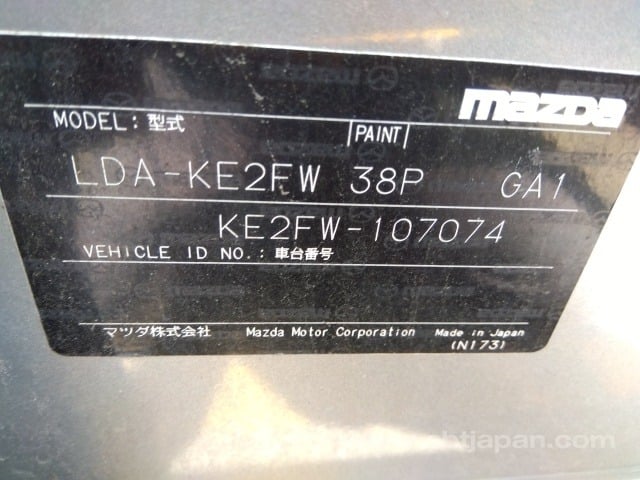 mazda
MODEL: 型式 PAINT
LDA-KE2FW 38P GA1
KE2FW-107074
VEHICLE ID NO.: 車台番号
マツダ株式会社 Mazda Motor Corporation Made in Japan
(N173)
btjapan.com